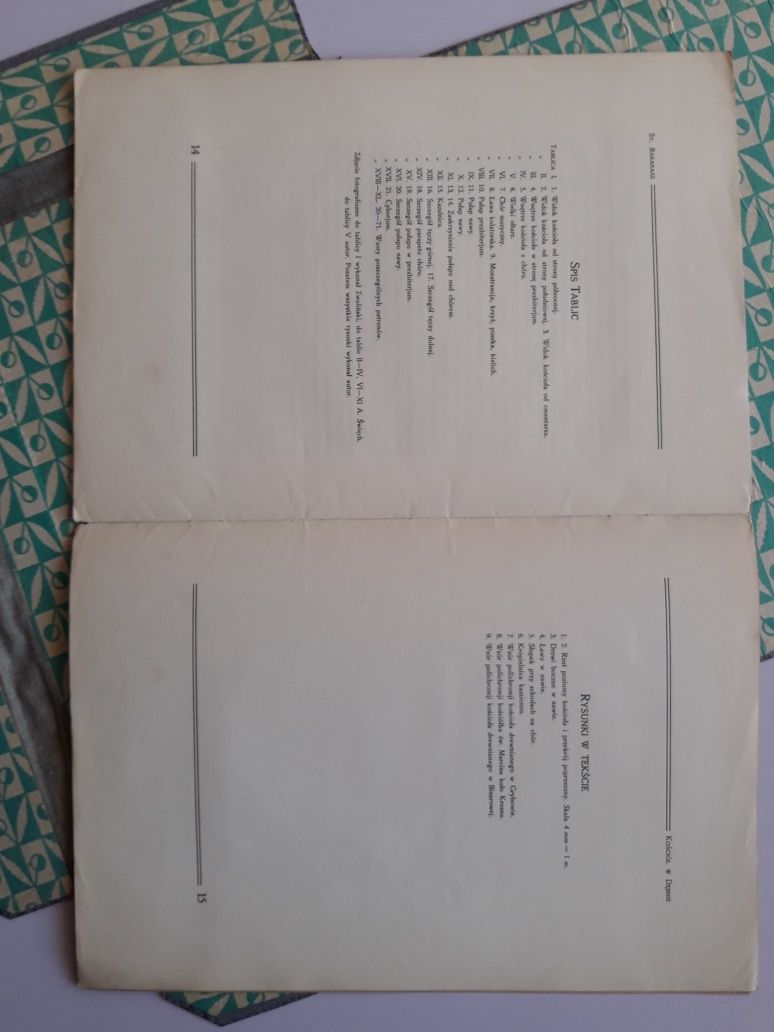 ST. BARABASZ
SPIS TABLIC
TABLICA I. 1. Widok kościoła od strony północnej.
„ II. 2. Widok kościoła od strony południowej. 3. Widok kościoła od cmentarza.
„ III. 4. Wnętrze kościoła w stronę presbiterjum.
„ IV. 5. Wnętrze kościoła z chóru.
„ V. 6. Wielki ołtarz.
„ VI. 7. Chór muzyczny.
„ VII. 8. Ława kolatorska. 9. Monstrancja, krzyż, puszka, kielich.
„ VIII. 10. Pułap prezbiterjum.
„ IX. 11. Pułap nawy.
„ X. 12. Pułap nawy.
„ XI. 13, 14. Zaskrzynienie pułapu nad chórem.
„ XII. 15. Kazalnica.
„ XIII. 16. Szczegół tęczy górnej. 17. Szczegół tęczy dolnej.
„ XIV. 18. Szczegół parapetu chóru.
„ XV. 19. Szczegół pułapu w prezbiterjum.
„ XVI. 20. Szczegół pułapu nawy.
„ XVII. 21. Cyborjum.
„ XVIII—XL. 20—71. Wzory poszczególnych patronów.
Zdjęcie fotograficzne do tablicy I wykonał Zwoliński, do tablic II—IV, VI—XI A. Święch,
do tablicy V autor. Pozatem wszystkie rysunki wykonał autor.
14
KOŚCIÓŁ W DĘBNIE
RYSUNKI W TEKŚCIE
1. 2. Rzut poziomy kościoła i przekrój poprzeczny. Skala 4 mm = 1 m.
3. Drzwi boczne w nawie.
4. Ławy w nawie.
5. Słupek przy schodach na chór.
6. Kropielnica kamienna.
7. Wzór polichromji kościoła drewnianego w Grybowie.
8. Wzór polichromji kościółka św. Marcina koło Krosna.
9. Wzór polichromji kościoła drewnianego w Binarowej.
15